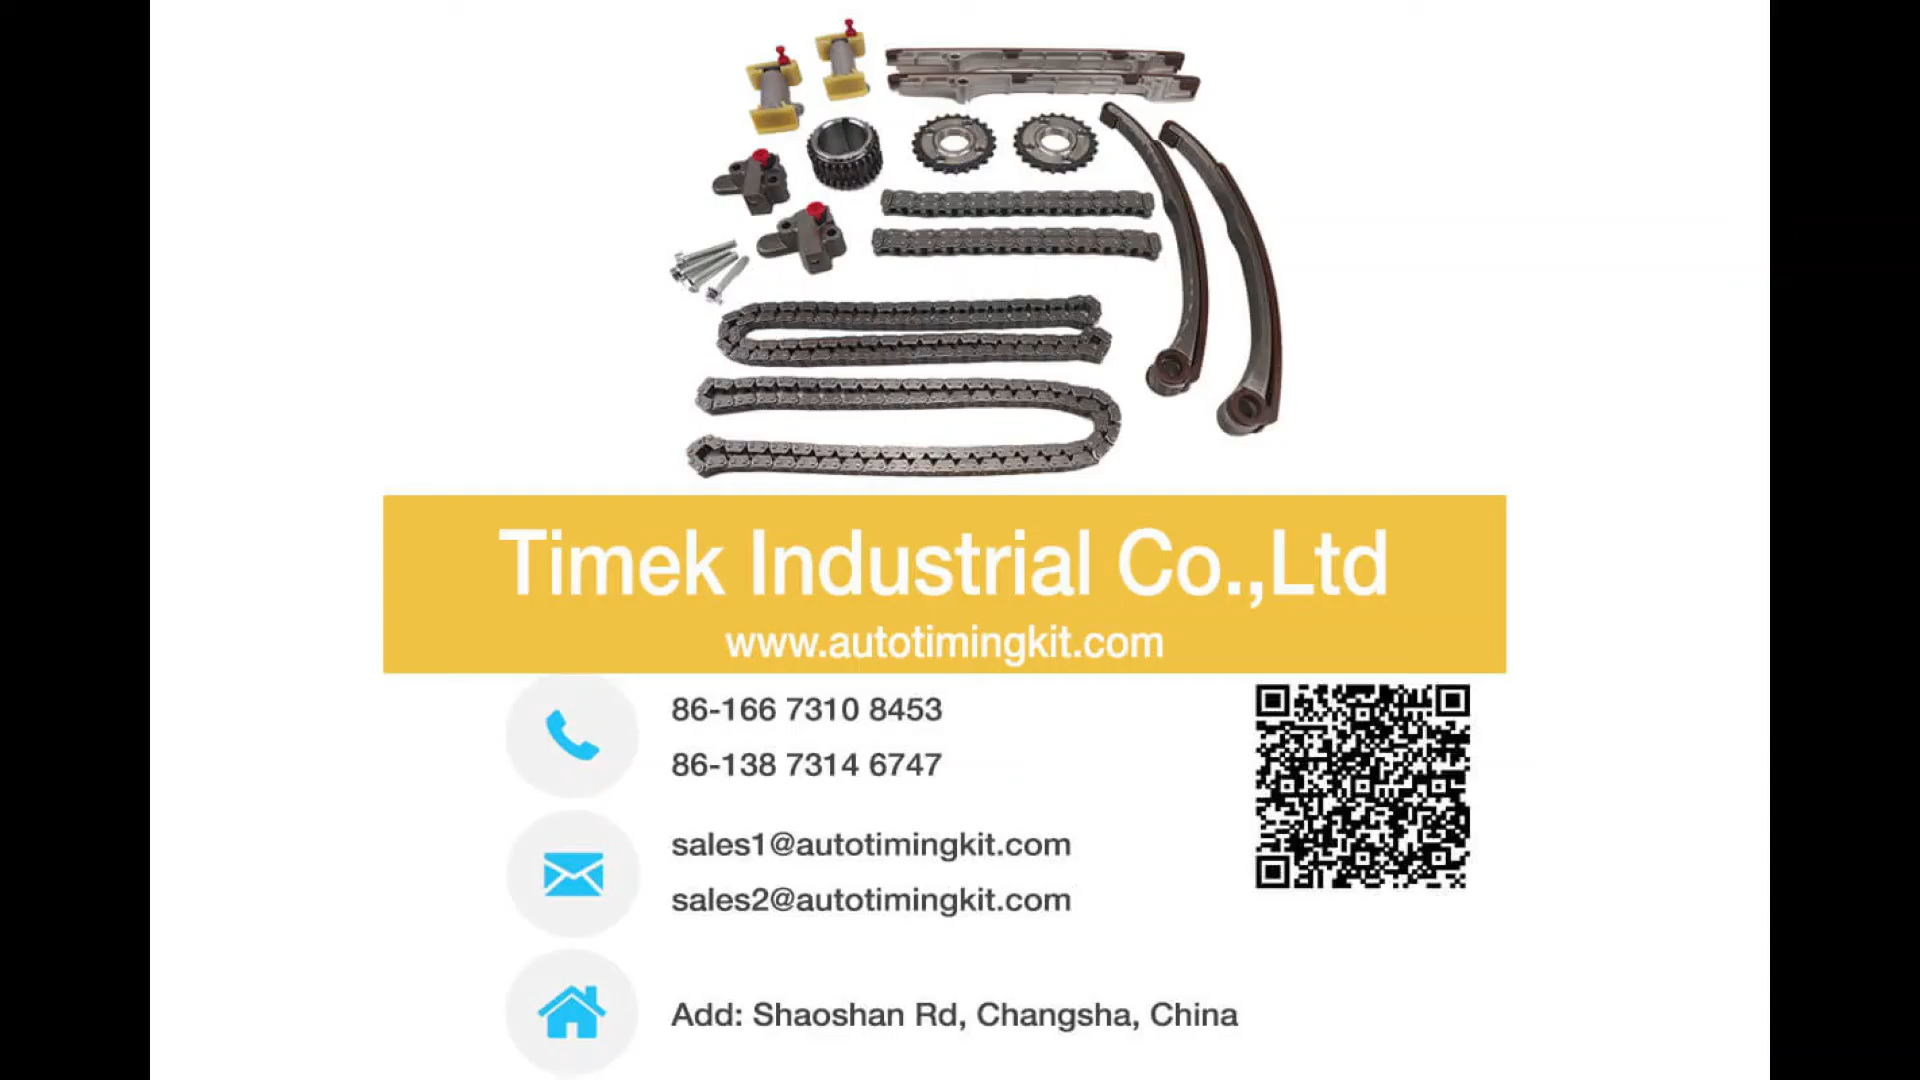 Timek Industrial Co.,Ltd
www.autotimingkit.com
86-166 7310 8453
86-138 7314 6747
sales1@autotimingkit.com
sales2@autotimingkit.com
Add: Shaoshan Rd, Changsha, China